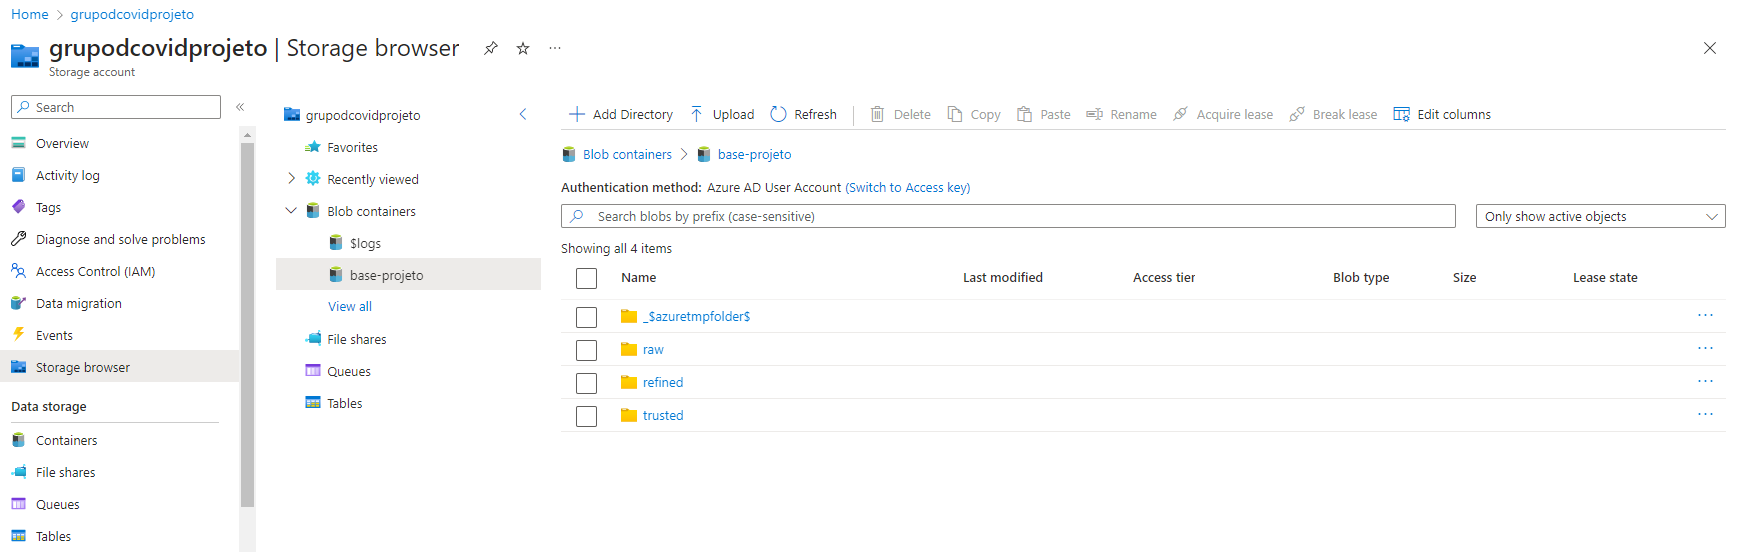 Home > grupodcovidprojeto
grupodcovidprojeto | Storage browser
Storage account
Search
Overview
Activity log
Tags
Diagnose and solve problems
Access Control (IAM)
Data migration
Events
Storage browser
Data storage
Containers
File shares
Queues
Tables
grupodcovidprojeto
Favorites
Recently viewed
Blob containers
$logs
base-projeto
View all
File shares
Queues
Tables
Add Directory Upload Refresh Delete Copy Paste Rename Acquire lease Break lease Edit columns
Blob containers > base-projeto
Authentication method: Azure AD User Account (Switch to Access key)
Search blobs by prefix (case-sensitive) Only show active objects
Showing all 4 items
Name Last modified Access tier Blob type Size Lease state
_$azuretmpfolder$
raw
refined
trusted